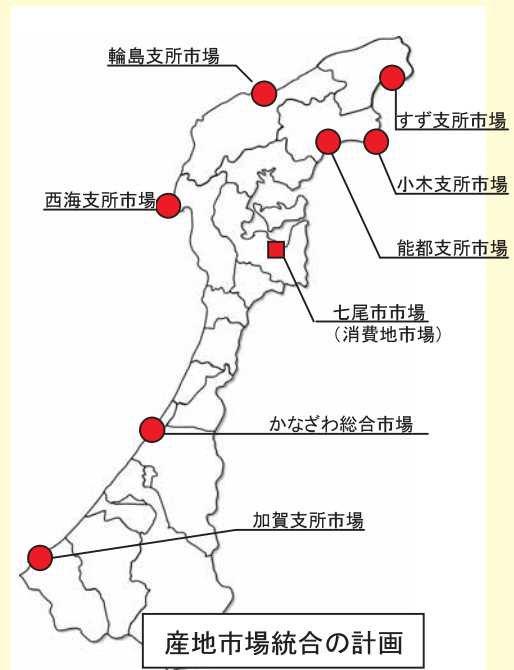 輪島支所市場
すず支所市場
小木支所市場
西海支所市場
能都支所市場
七尾市市場
（消費地市場）
かなざわ総合市場
加賀支所市場
産地市場統合の計画